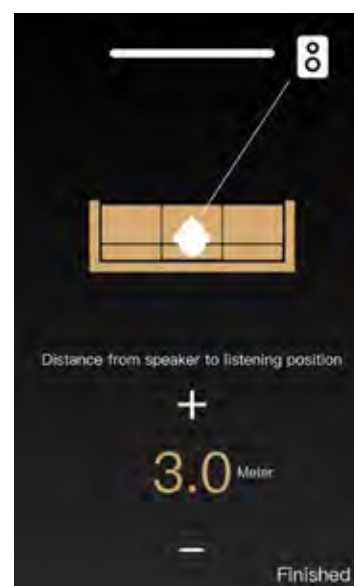 Distance from speaker to listening position
+
3.0 Meter
−
Finished